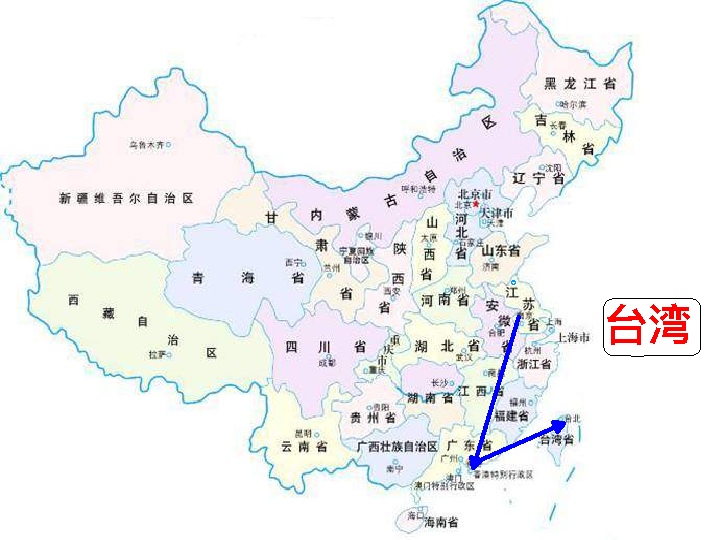 黑龙江省
哈尔滨
吉林省
长春
沈阳
辽宁省
内蒙古自治区
呼和浩特
北京市
北京
天津市
天津
河北省
石家庄
乌鲁木齐
新疆维吾尔自治区
甘肃省
兰州
银川
宁夏回族
自治区
山西省
太原
陕西省
西安
山东省
济南
青海省
西宁
西藏自治区
拉萨
河南省
郑州
江苏省
南京
安徽省
合肥
上海
上海市
台湾
四川省
成都
重庆市
重庆
湖北省
武汉
杭州
浙江省
长沙
湖南省
南昌
江西省
贵阳
贵州省
福州
福建省
台北
台湾省
昆明
云南省
广西壮族自治区
南宁
广东省
广州
香港特别行政区
澳门
澳门特别行政区
海口
海南省